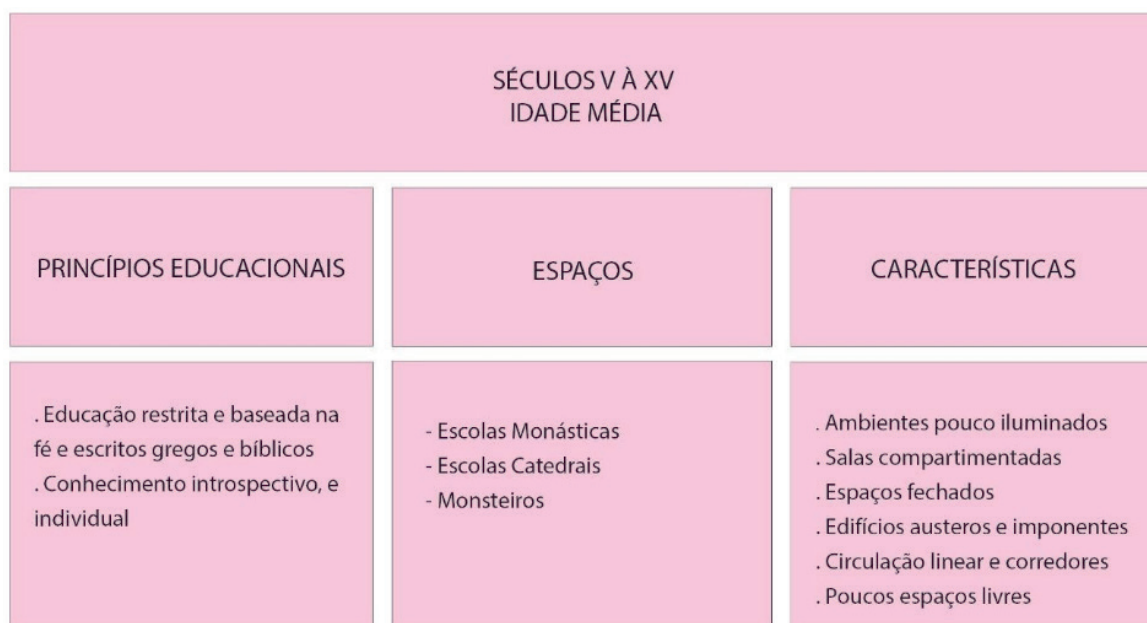 SÉCULOS V À XV
IDADE MÉDIA
PRINCÍPIOS EDUCACIONAIS
ESPAÇOS
CARACTERÍSTICAS
. Educação restrita e baseada na
fé e escritos gregos e bíblicos
. Conhecimento introspectivo, e
individual
- Escolas Monásticas
- Escolas Catedrais
- Monsteiros
. Ambientes pouco iluminados
. Salas compartimentadas
. Espaços fechados
. Edifícios austeros e imponentes
. Circulação linear e corredores
. Poucos espaços livres